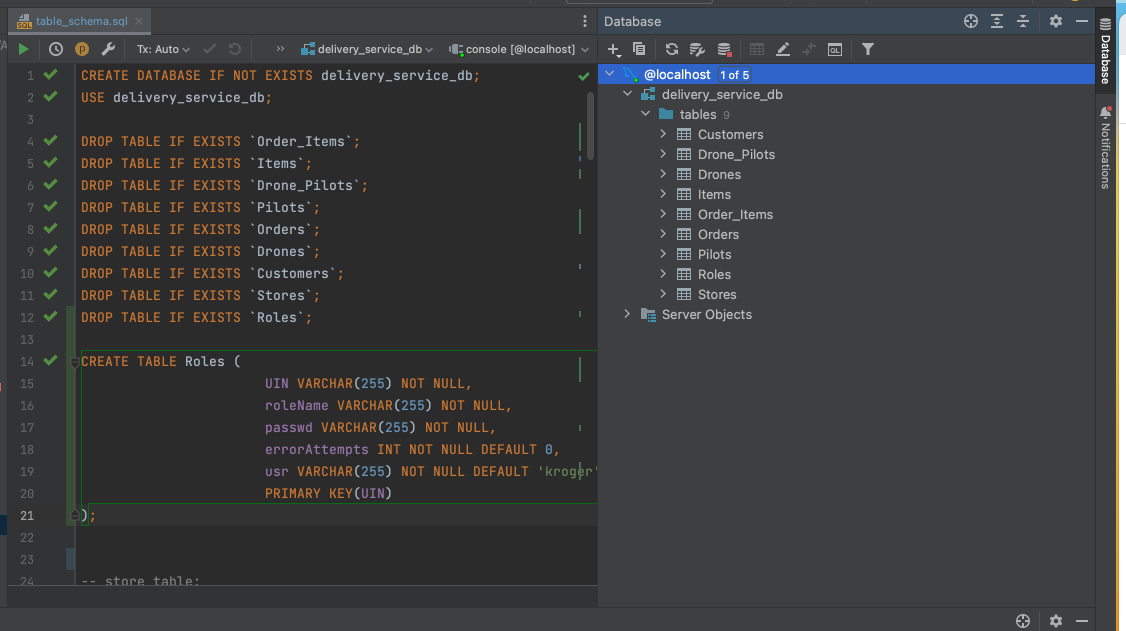 table_schema.sql
Tx: Auto
delivery_service_db
console [@localhost]
1 CREATE DATABASE IF NOT EXISTS delivery_service_db;
2 USE delivery_service_db;
3
4 DROP TABLE IF EXISTS `Order_Items`;
5 DROP TABLE IF EXISTS `Items`;
6 DROP TABLE IF EXISTS `Drone_Pilots`;
7 DROP TABLE IF EXISTS `Pilots`;
8 DROP TABLE IF EXISTS `Orders`;
9 DROP TABLE IF EXISTS `Drones`;
10 DROP TABLE IF EXISTS `Customers`;
11 DROP TABLE IF EXISTS `Stores`;
12 DROP TABLE IF EXISTS `Roles`;
13
14 CREATE TABLE Roles (
15 UIN VARCHAR(255) NOT NULL,
16 roleName VARCHAR(255) NOT NULL,
17 passwd VARCHAR(255) NOT NULL,
18 errorAttempts INT NOT NULL DEFAULT 0,
19 usr VARCHAR(255) NOT NULL DEFAULT 'kroger'
20 PRIMARY KEY(UIN)
21 );
22
23
24 -- store table:
Database
@localhost 1 of 5
delivery_service_db
tables 9
Customers
Drone_Pilots
Drones
Items
Order_Items
Orders
Pilots
Roles
Stores
Server Objects
Database
Notifications